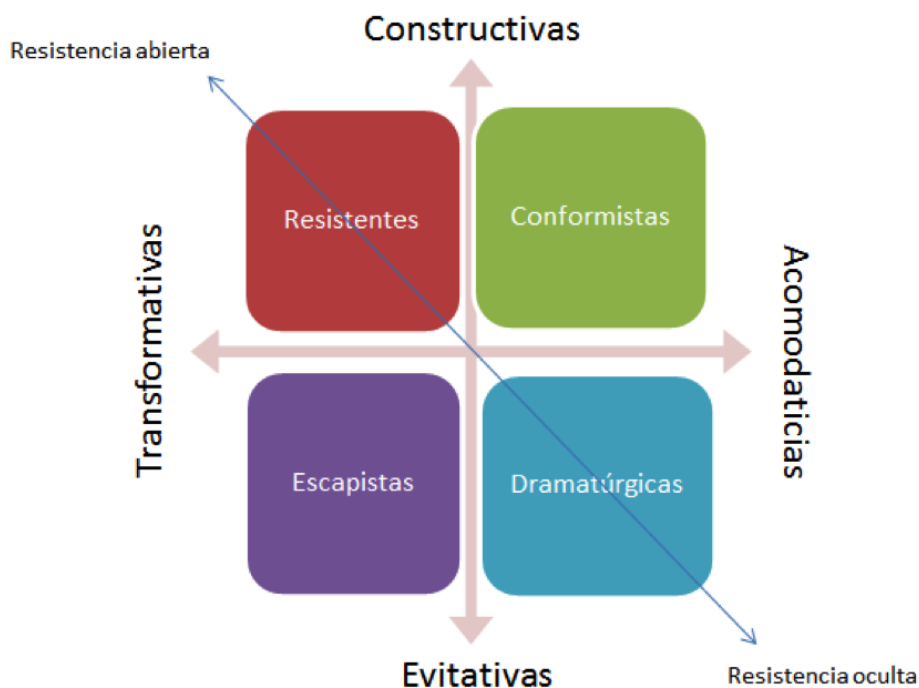 Constructivas
Resistencia abierta
Resistentes
Conformistas
Transformativas
Acomodaticias
Escapistas
Dramatúrgicas
Evitativas
Resistencia oculta